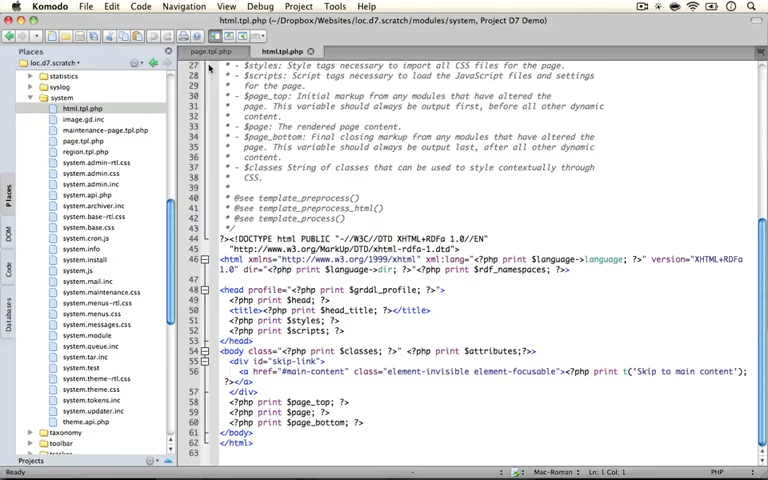 Komodo File Edit Code Navigation View Debug Project Tools Window Help
html.tpl.php (~/Dropbox/Websites/loc.d7.scratch/modules/system, Project D7 Demo)
Places
page.tpl.php html.tpl.php
loc.d7.scratch
statistics
syslog
system
html.tpl.php
image.gd.inc
maintenance-page.tpl.php
page.tpl.php
region.tpl.php
system.admin-rtl.css
system.admin.css
system.admin.inc
system.api.php
system.archiver.inc
system.base-rtl.css
system.base.css
system.cron.js
system.info
system.install
system.js
system.mail.inc
system.maintenance.css
system.menus-rtl.css
system.menus.css
system.messages.css
system.module
system.queue.inc
system.tar.inc
system.test
system.theme-rtl.css
system.theme.css
system.tokens.inc
system.updater.inc
theme.api.php
taxonomy
toolbar
Projects
Places
DOM
Code
Databases
27 * - $styles: Style tags necessary to import all CSS files for the page.
28 * - $scripts: Script tags necessary to load the JavaScript files and settings
29 * for the page.
30 * - $page_top: Initial markup from any modules that have altered the
31 * page. This variable should always be output first, before all other dynamic
32 * content.
33 * - $page: The rendered page content.
34 * - $page_bottom: Final closing markup from any modules that have altered the
35 * page. This variable should always be output last, after all other dynamic
36 * content.
37 * - $classes String of classes that can be used to style contextually through
38 * CSS.
39 *
40 * @see template_preprocess()
41 * @see template_preprocess_html()
42 * @see template_process()
43 */
44 ?><!DOCTYPE html PUBLIC "-//W3C//DTD XHTML+RDFa 1.0//EN"
45 "http://www.w3.org/MarkUp/DTD/xhtml-rdfa-1.dtd">
46 <html xmlns="http://www.w3.org/1999/xhtml" xml:lang="<?php print $language->language; ?>" version="XHTML+RDFa
1.0" dir="<?php print $language->dir; ?>"<?php print $rdf_namespaces; ?>>
47
48 <head profile="<?php print $grddl_profile; ?>">
49 <?php print $head; ?>
50 <title><?php print $head_title; ?></title>
51 <?php print $styles; ?>
52 <?php print $scripts; ?>
53 </head>
54 <body class="<?php print $classes; ?>" <?php print $attributes;?>>
55 <div id="skip-link">
56 <a href="#main-content" class="element-invisible element-focusable"><?php print t('Skip to main content');
?></a>
57 </div>
58 <?php print $page_top; ?>
59 <?php print $page; ?>
60 <?php print $page_bottom; ?>
61 </body>
62 </html>
63
Ready Mac-Roman Ln: 1 Col: 1 PHP